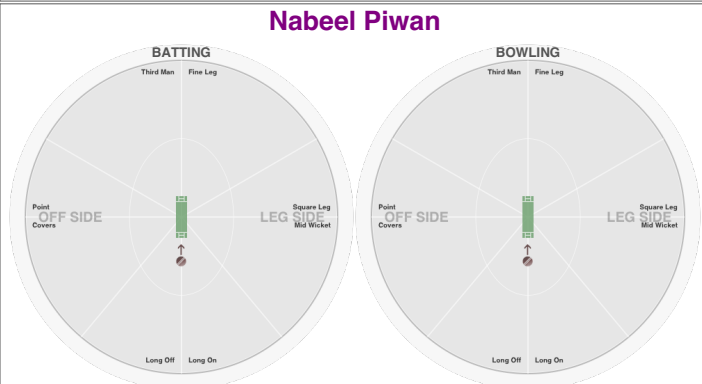 Nabeel Piwan
BATTING
Third Man
Fine Leg
Point
OFF SIDE
Covers
Square Leg
LEG SIDE
Mid Wicket
Long Off
Long On
BOWLING
Third Man
Fine Leg
Point
OFF SIDE
Covers
Square Leg
LEG SIDE
Mid Wicket
Long Off
Long On